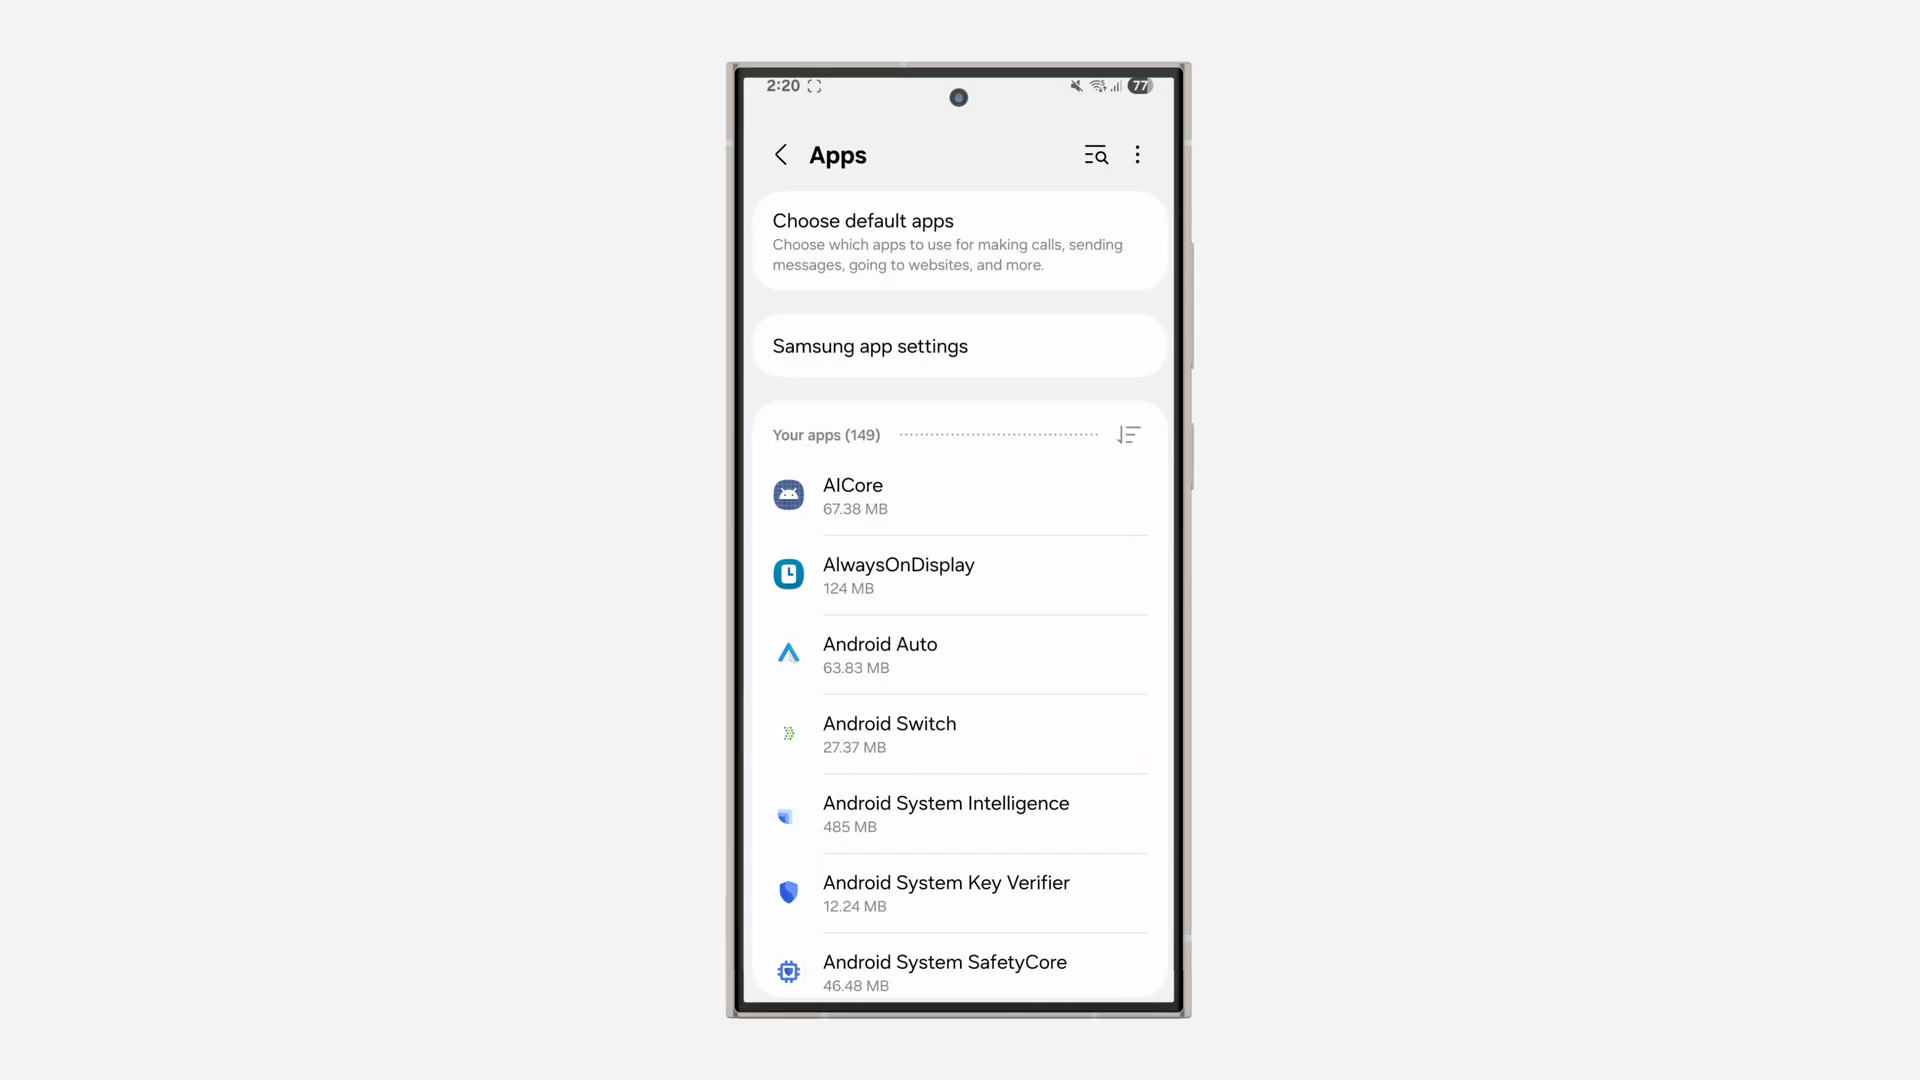 2:20
77
Apps
Choose default apps
Choose which apps to use for making calls, sending
messages, going to websites, and more.
Samsung app settings
Your apps (149)
AICore
67.38 MB
AlwaysOnDisplay
124 MB
Android Auto
63.83 MB
Android Switch
27.37 MB
Android System Intelligence
485 MB
Android System Key Verifier
12.24 MB
Android System SafetyCore
46.48 MB